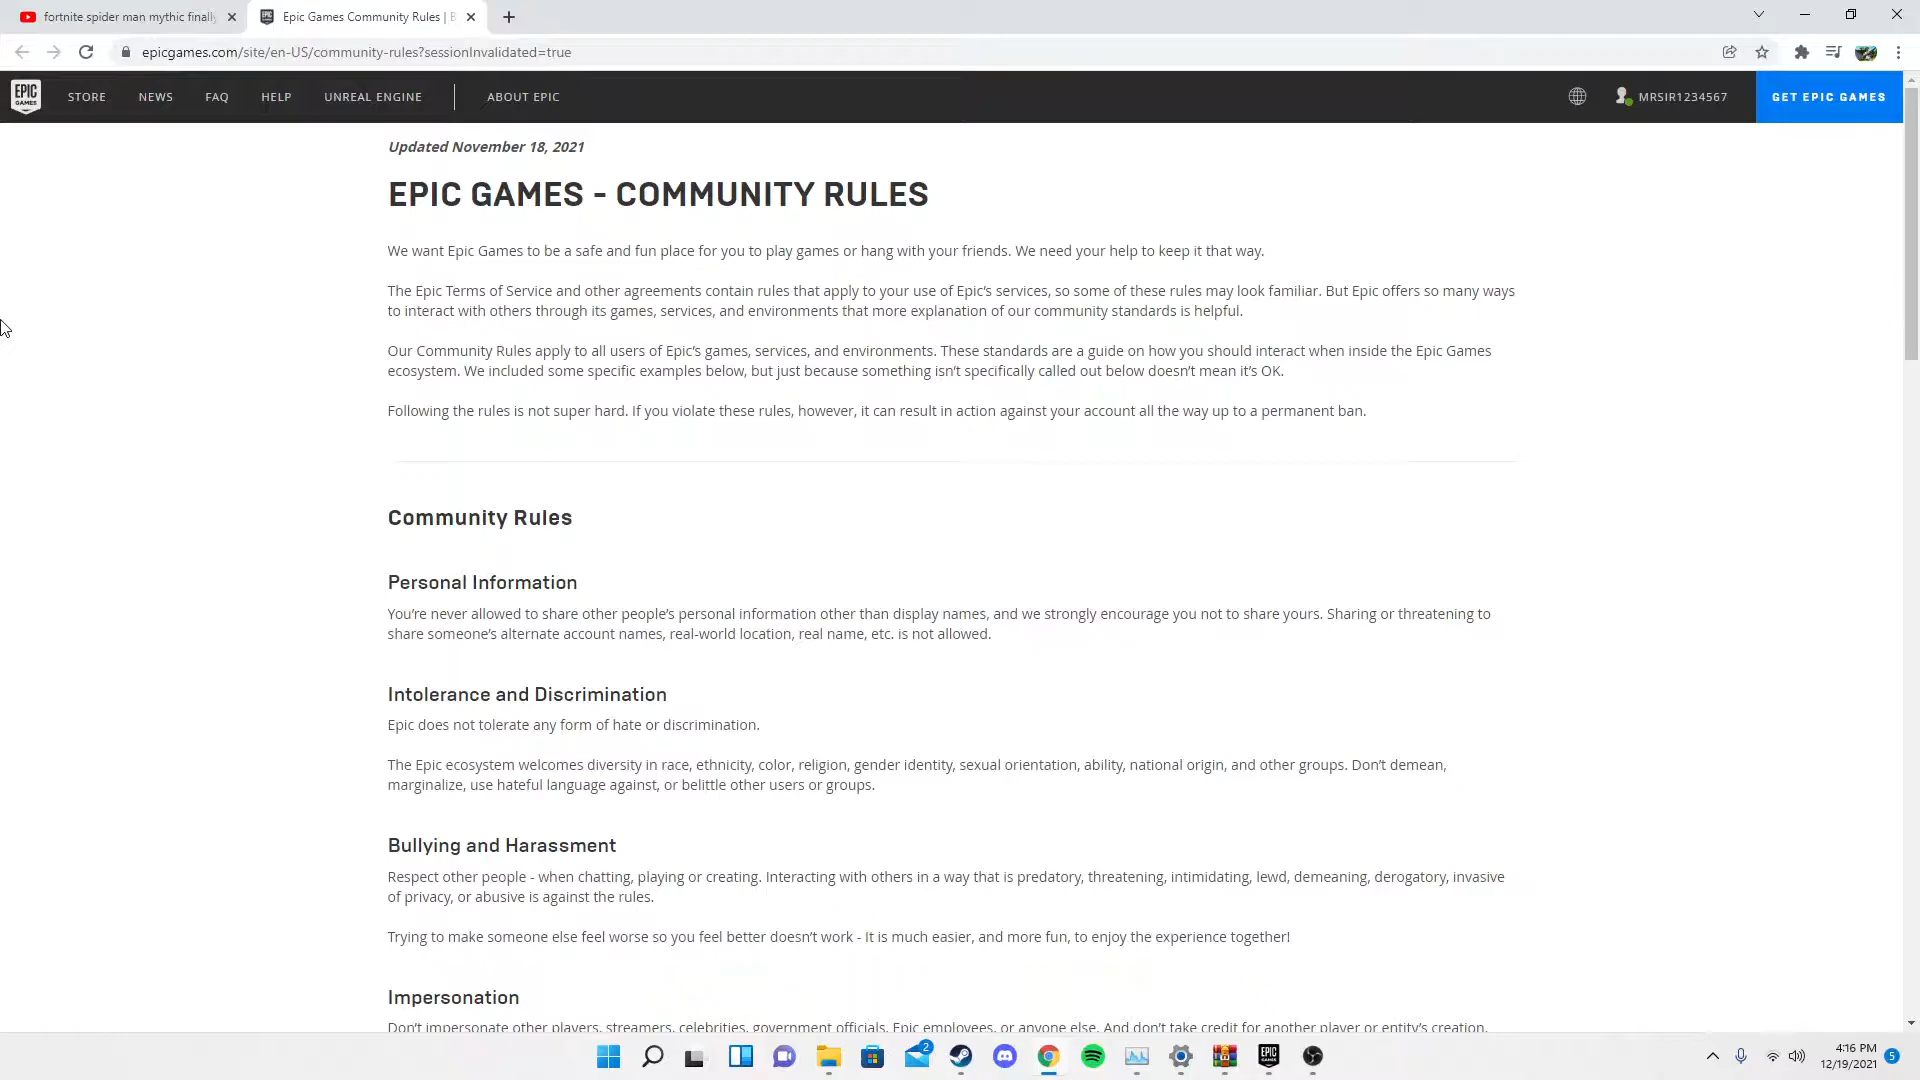 fortnite spider man mythic finall
Epic Games Community Rules | B
epicgames.com/site/en-US/community-rules?sessionInvalidated=true
EPIC GAMES
STORE
NEWS
FAQ
HELP
UNREAL ENGINE
ABOUT EPIC
MRSIR1234567
GET EPIC GAMES
Updated November 18, 2021
EPIC GAMES - COMMUNITY RULES
We want Epic Games to be a safe and fun place for you to play games or hang with your friends. We need your help to keep it that way.
The Epic Terms of Service and other agreements contain rules that apply to your use of Epic’s services, so some of these rules may look familiar. But Epic offers so many ways
to interact with others through its games, services, and environments that more explanation of our community standards is helpful.
Our Community Rules apply to all users of Epic’s games, services, and environments. These standards are a guide on how you should interact when inside the Epic Games
ecosystem. We included some specific examples below, but just because something isn’t specifically called out below doesn’t mean it’s OK.
Following the rules is not super hard. If you violate these rules, however, it can result in action against your account all the way up to a permanent ban.
Community Rules
Personal Information
You’re never allowed to share other people’s personal information other than display names, and we strongly encourage you not to share yours. Sharing or threatening to
share someone’s alternate account names, real-world location, real name, etc. is not allowed.
Intolerance and Discrimination
Epic does not tolerate any form of hate or discrimination.
The Epic ecosystem welcomes diversity in race, ethnicity, color, religion, gender identity, sexual orientation, ability, national origin, and other groups. Don’t demean,
marginalize, use hateful language against, or belittle other users or groups.
Bullying and Harassment
Respect other people - when chatting, playing or creating. Interacting with others in a way that is predatory, threatening, intimidating, lewd, demeaning, derogatory, invasive
of privacy, or abusive is against the rules.
Trying to make someone else feel worse so you feel better doesn’t work - It is much easier, and more fun, to enjoy the experience together!
Impersonation
Don’t impersonate other players, streamers, celebrities, government officials, Epic employees, or anyone else. And don’t take credit for another player or entity’s creation.
2
EPIC GAMES
4:16 PM
12/19/2021
5